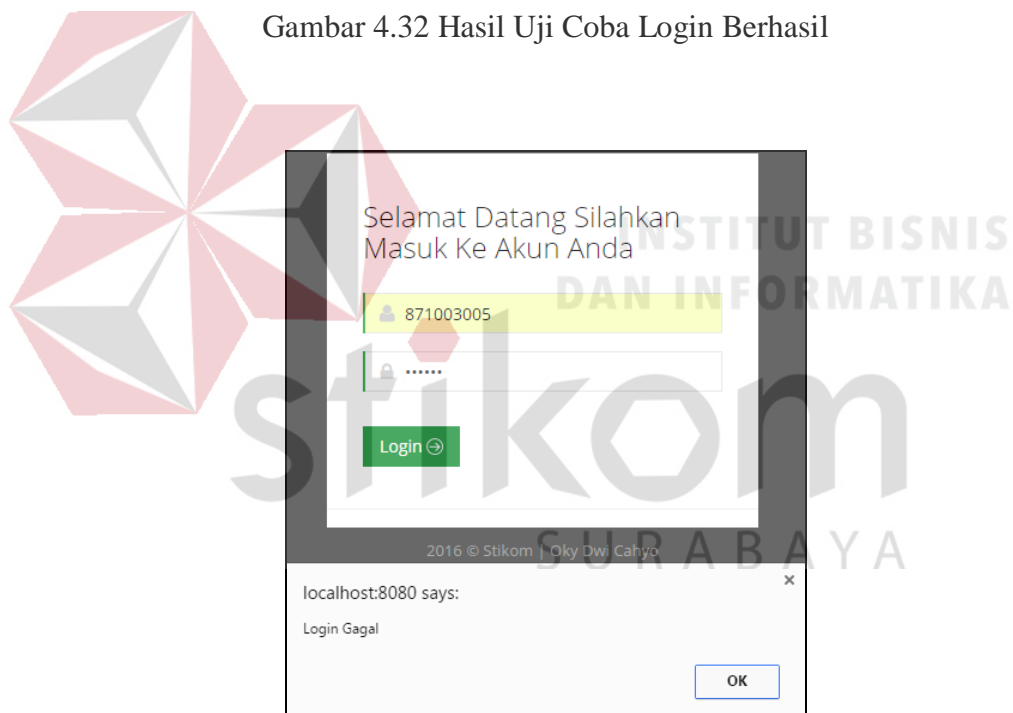 Gambar 4.32 Hasil Uji Coba Login Berhasil
Selamat Datang Silahkan
Masuk Ke Akun Anda
INSTITUT BISNIS
DAN INFORMATIKA
871003005
••••••
stikom
Login
SURABAYA
2016 © Stikom | Oky Dwi Cahyo
localhost:8080 says:
×
Login Gagal
OK